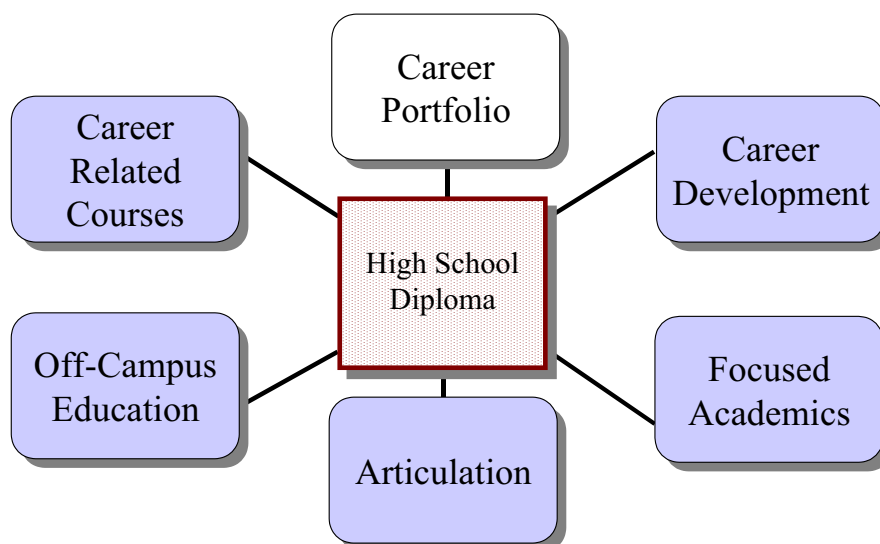 Career
Portfolio
Career
Related
Courses
Career
Development
High School
Diploma
Off-Campus
Education
Focused
Academics
Articulation